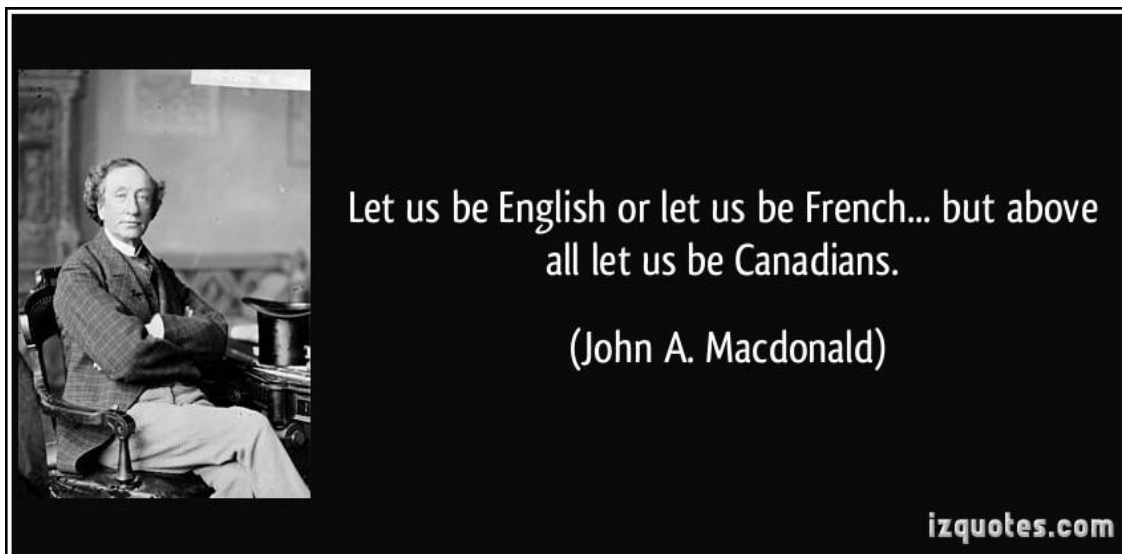 Let us be English or let us be French... but above
all let us be Canadians.
(John A. Macdonald)
izquotes.com